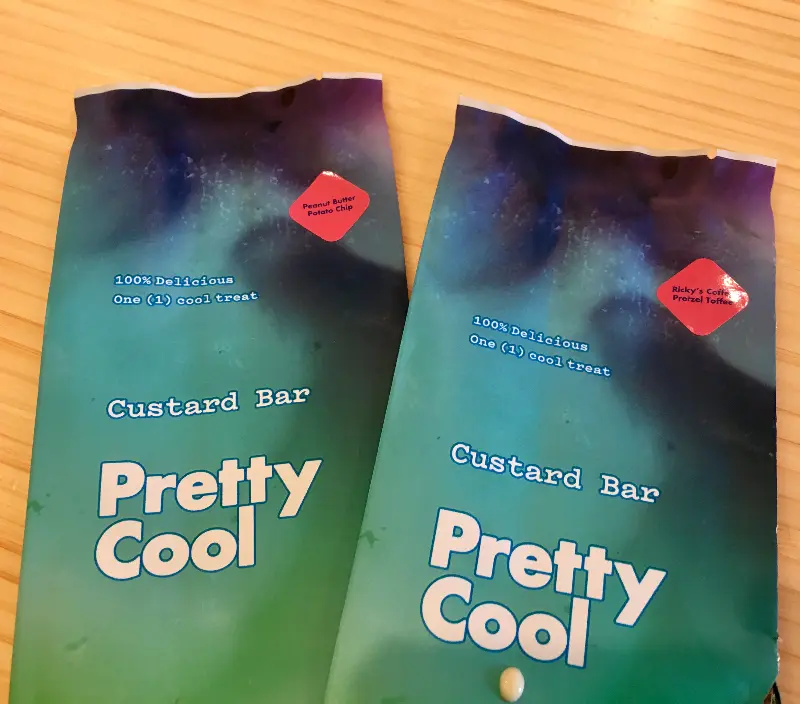 Peanut Butter
Potato Chip
100% Delicious
One (1) cool treat
Custard Bar
Pretty
Cool
Ricky's Coffe
Pretzel Toffee
100% Delicious
One (1) cool treat
Custard Bar
Pretty
Cool